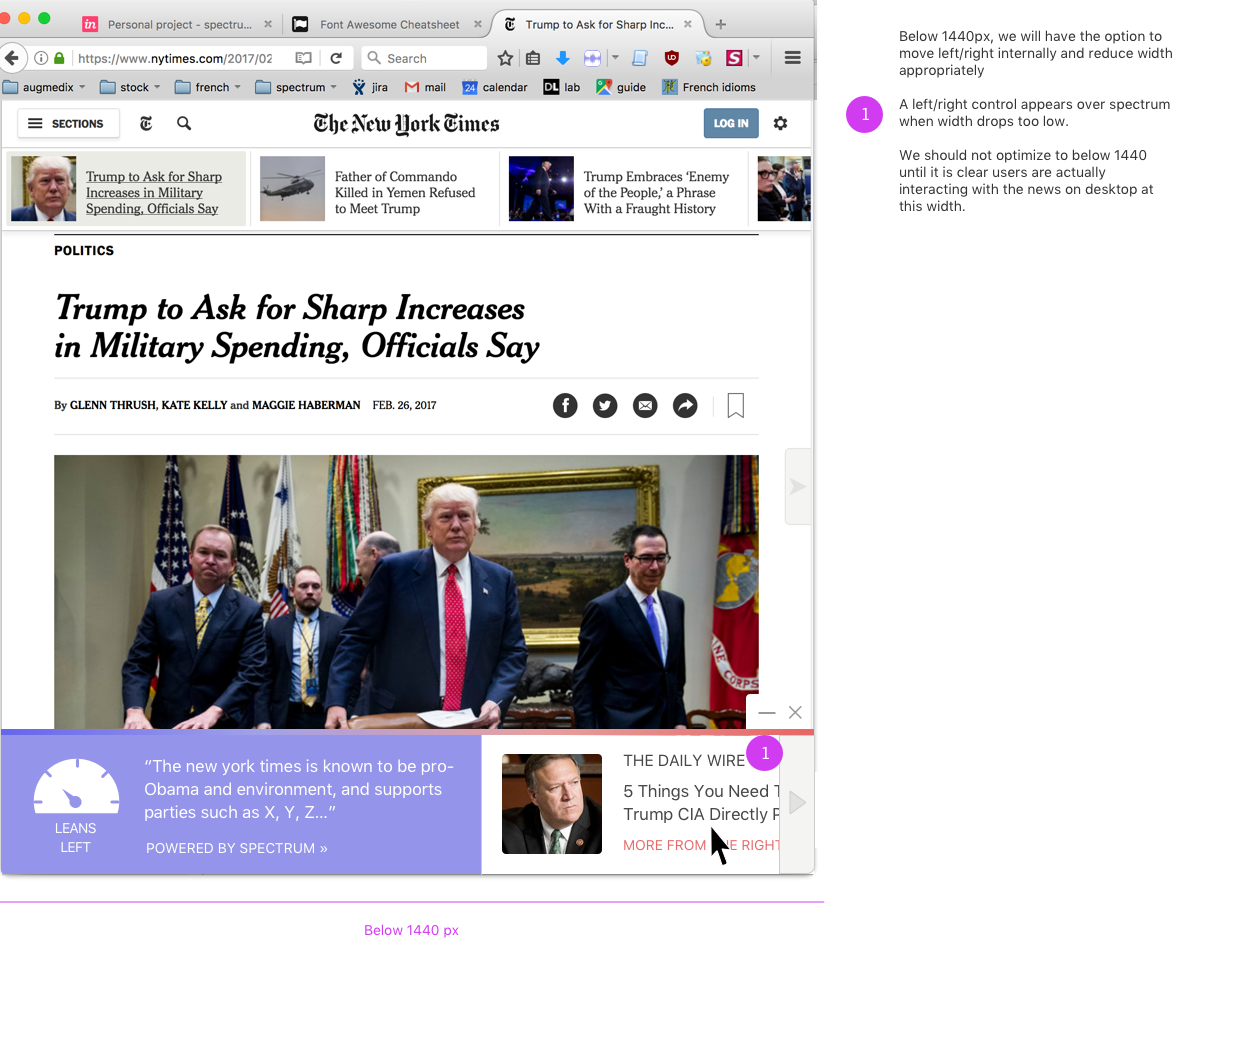 Personal project - spectru...
Font Awesome Cheatsheet
Trump to Ask for Sharp Inc...
https://www.nytimes.com/2017/02
Search
augmedix
stock
french
spectrum
jira
mail
24 calendar
DL lab
guide
French idioms
SECTIONS
The New York Times
LOG IN
Trump to Ask for Sharp
Increases in Military
Spending, Officials Say
Father of Commando
Killed in Yemen Refused
to Meet Trump
Trump Embraces ‘Enemy
of the People,’ a Phrase
With a Fraught History
POLITICS
Trump to Ask for Sharp Increases
in Military Spending, Officials Say
By GLENN THRUSH, KATE KELLY and MAGGIE HABERMAN FEB. 26, 2017
“The new york times is known to be pro-
Obama and environment, and supports
parties such as X, Y, Z...”
POWERED BY SPECTRUM »
LEANS
LEFT
THE DAILY WIRE
1
5 Things You Need T
Trump CIA Directly P
MORE FROM THE RIGHT
Below 1440 px
Below 1440px, we will have the option to
move left/right internally and reduce width
appropriately
1
A left/right control appears over spectrum
when width drops too low.
We should not optimize to below 1440
until it is clear users are actually
interacting with the news on desktop at
this width.